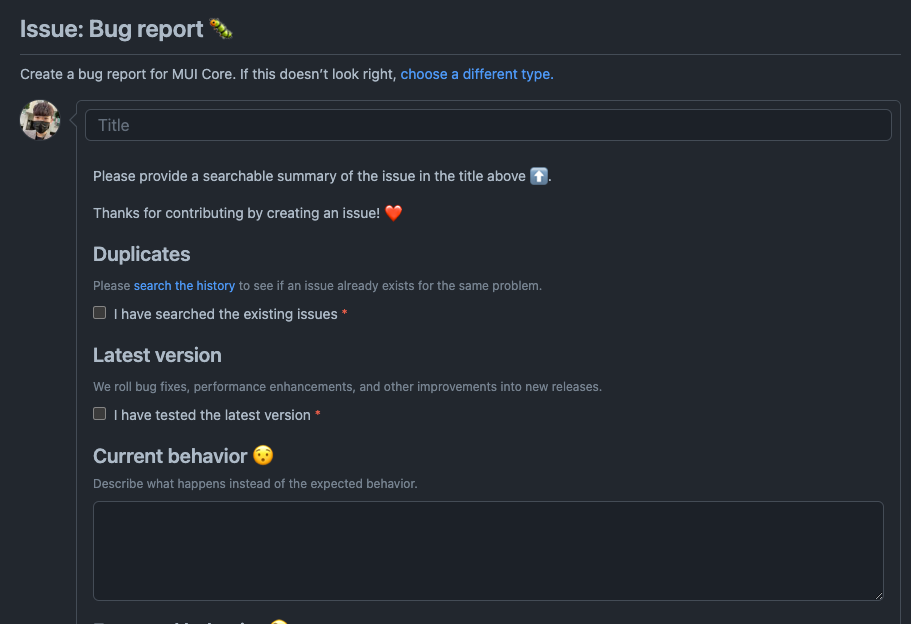 Issue: Bug report 🐛
Create a bug report for MUI Core. If this doesn’t look right, choose a different type.
Title
Please provide a searchable summary of the issue in the title above ⬆️.
Thanks for contributing by creating an issue! ❤️
Duplicates
Please search the history to see if an issue already exists for the same problem.
I have searched the existing issues *
Latest version
We roll bug fixes, performance enhancements, and other improvements into new releases.
I have tested the latest version *
Current behavior 😯
Describe what happens instead of the expected behavior.